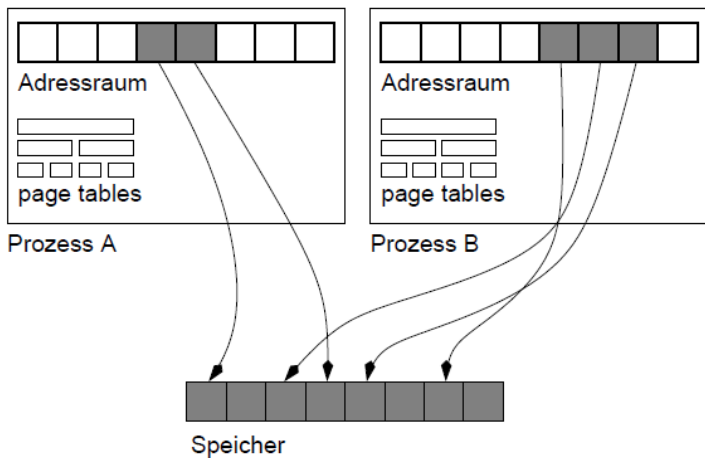 Adressraum
page tables
Prozess A
Adressraum
page tables
Prozess B
Speicher